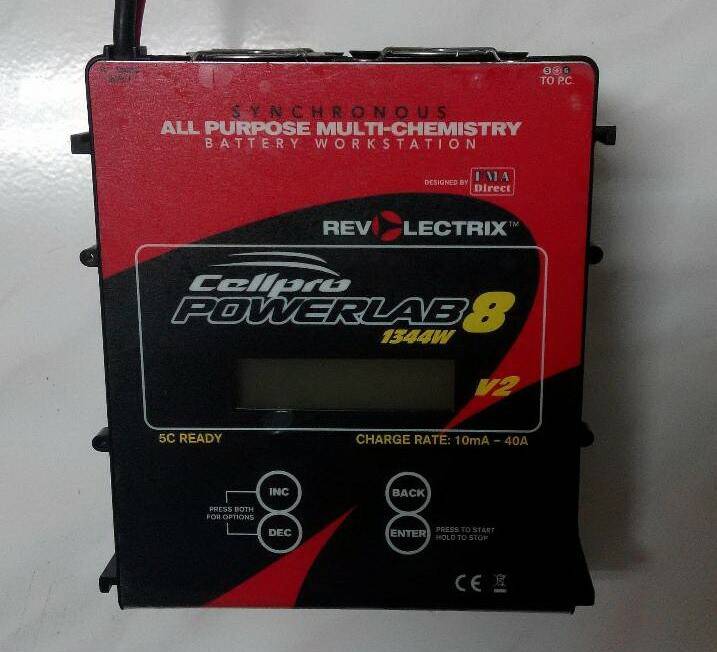 TO PC
SYNCHRONOUS
ALL PURPOSE MULTI-CHEMISTRY
BATTERY WORKSTATION
DESIGNED BY FMA Direct
REVOLECTRIX™
Cellpro
POWERLAB 8
1344W
V2
5C READY
CHARGE RATE: 10mA – 40A
INC
BACK
PRESS BOTH
FOR OPTIONS
DEC
ENTER
PRESS TO START
HOLD TO STOP
CE